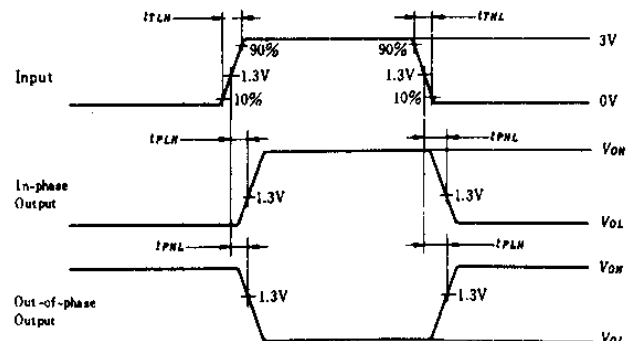 tTLH tTHL
90% 90% 3V
Input 1.3V 1.3V
10% 10% 0V
tPLH tPHL
VOH
In-phase
Output 1.3V 1.3V
VOL
tPHL tPLH
VOH
Out-of-phase
Output 1.3V 1.3V
VOL